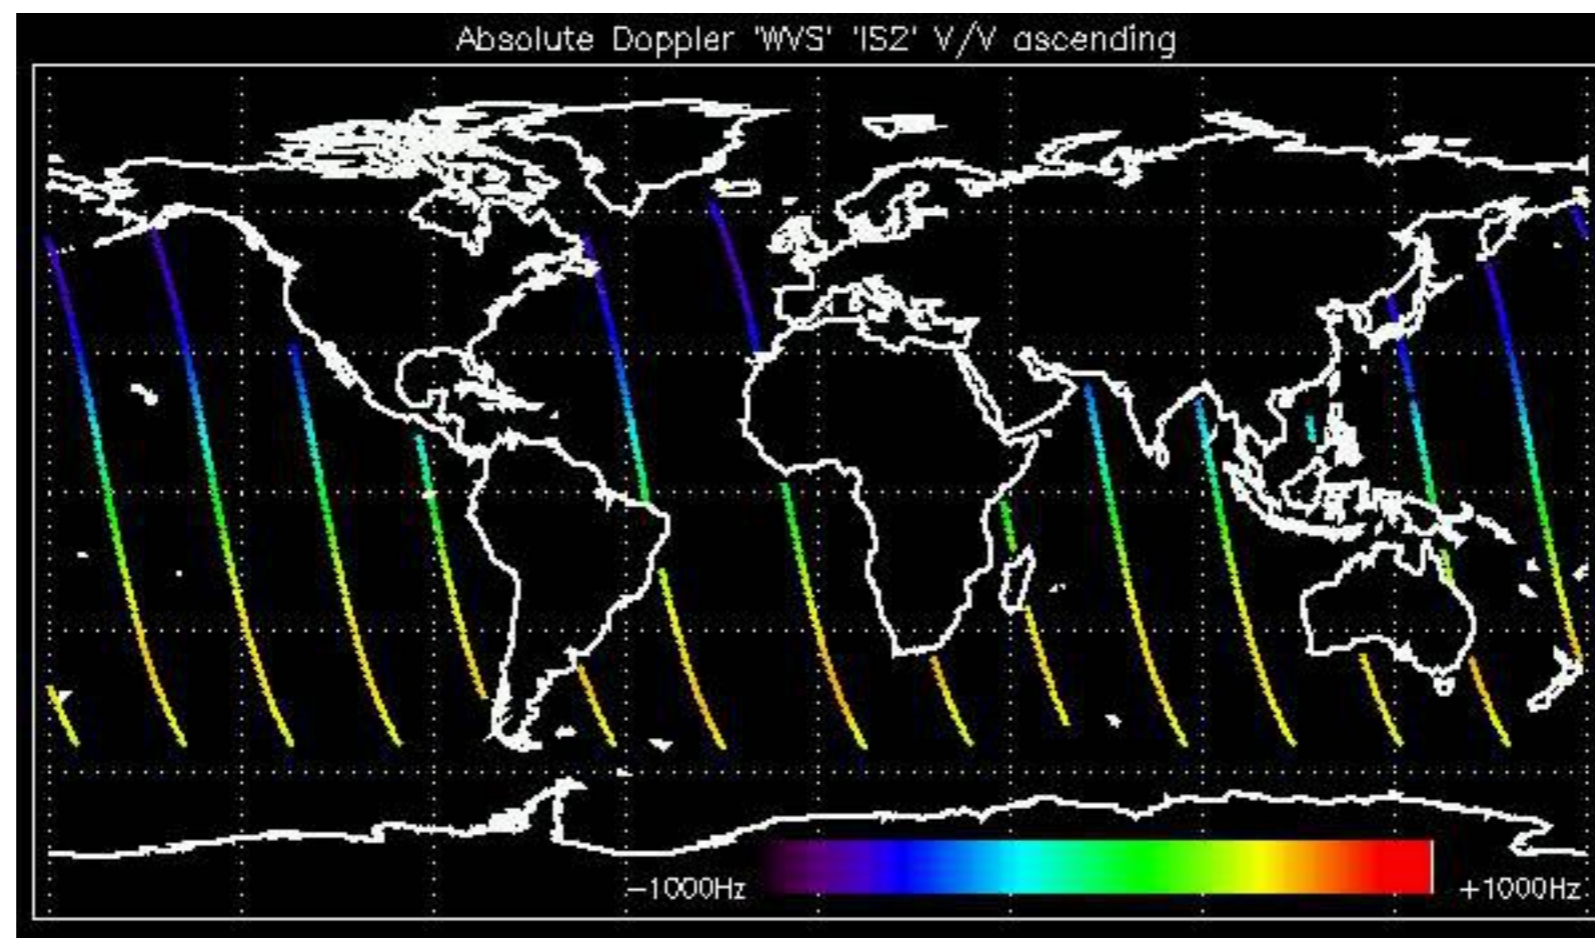 Absolute Doppler 'WVS' 'IS2' V/V ascending
-1000Hz +1000Hz